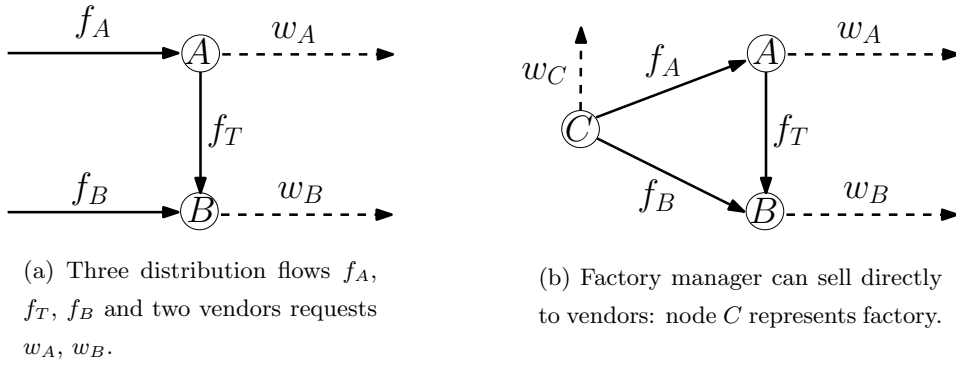 f_A
A
w_A
f_T
f_B
B
w_B
(a) Three distribution flows f_A,
f_T, f_B and two vendors requests
w_A, w_B.
A
w_A
f_A
w_C
C
f_T
f_B
B
w_B
(b) Factory manager can sell directly
to vendors: node C represents factory.